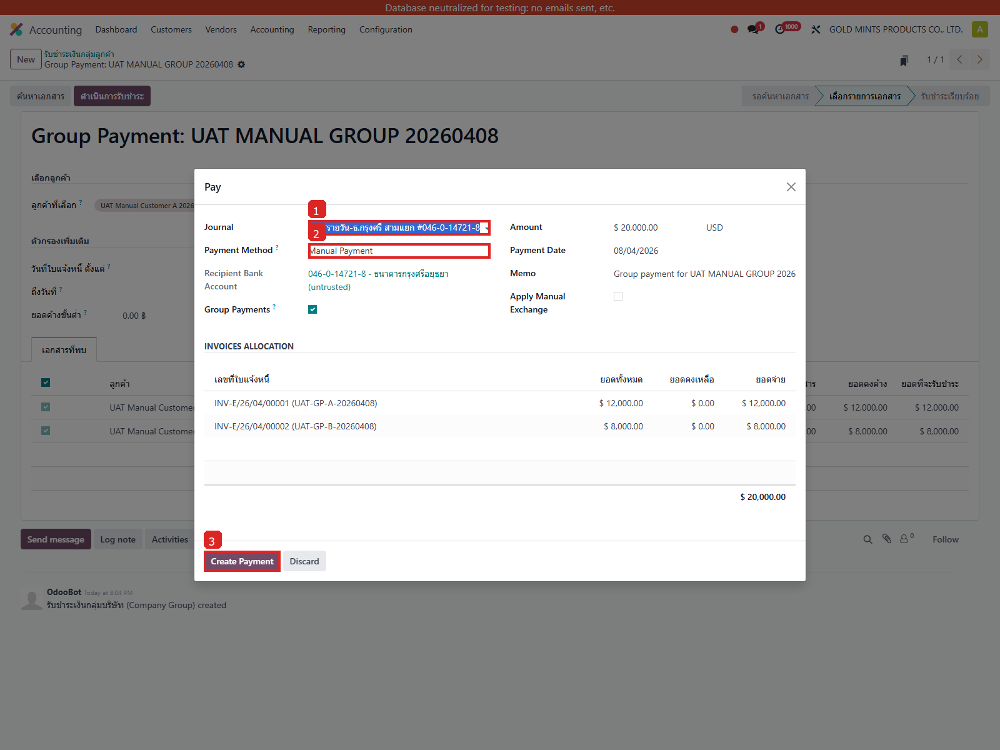 Database neutralized for testing: no emails sent, etc.
Accounting Dashboard Customers Vendors Accounting Reporting Configuration 1 1000 GOLD MINTS PRODUCTS CO., LTD. A
New รับชำระเงินกลุ่มลูกค้า
Group Payment: UAT MANUAL GROUP 20260408 1 / 1
ค้นหาเอกสาร ดำเนินการรับชำระ รอค้นหาเอกสาร เลือกรายการเอกสาร รับชำระเรียบร้อย
Group Payment: UAT MANUAL GROUP 20260408
เลือกลูกค้า
ลูกค้าที่เลือก ? UAT Manual Customer A 2026
ตัวกรองเพิ่มเติม
วันที่ใบแจ้งหนี้ ตั้งแต่ ?
ถึงวันที่ ?
ยอดค้างขั้นต่ำ ? 0.00 ฿
เอกสารที่พบ
ลูกค้า ยอดคงค้าง ยอดที่จะรับชำระ
UAT Manual Customer $ 12,000.00 $ 12,000.00
UAT Manual Customer $ 8,000.00 $ 8,000.00
Pay
1
Journal รายวัน-ธ.กรุงศรี สามแยก #046-0-14721-8 Amount $ 20,000.00 USD
2
Payment Method ? Manual Payment Payment Date 08/04/2026
Recipient Bank Account 046-0-14721-8 - ธนาคารกรุงศรีอยุธยา (untrusted) Memo Group payment for UAT MANUAL GROUP 2026
Group Payments ? Apply Manual Exchange
INVOICES ALLOCATION
เลขที่ใบแจ้งหนี้ ยอดทั้งหมด ยอดคงเหลือ ยอดจ่าย
INV-E/26/04/00001 (UAT-GP-A-20260408) $ 12,000.00 $ 0.00 $ 12,000.00
INV-E/26/04/00002 (UAT-GP-B-20260408) $ 8,000.00 $ 0.00 $ 8,000.00
$ 20,000.00
3
Create Payment Discard
Send message Log note Activities 0 Follow
OdooBot Today at 8:04 PM
รับชำระเงินกลุ่มบริษัท (Company Group) created